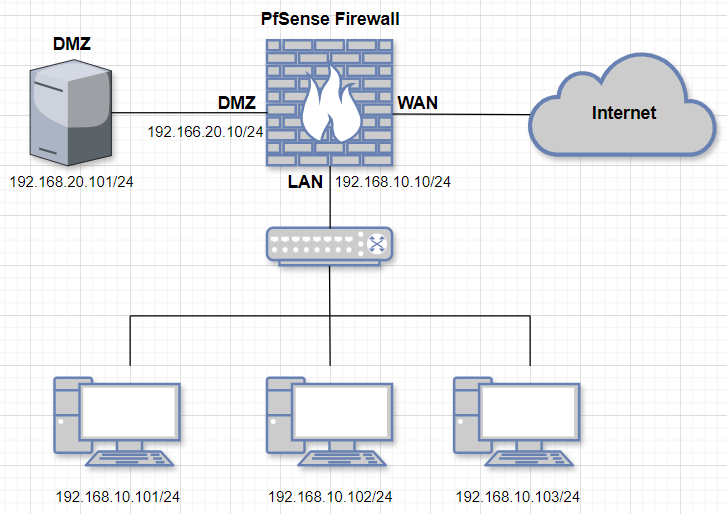 PfSense Firewall
DMZ
DMZ
WAN
Internet
192.166.20.10/24
192.168.20.101/24
LAN
192.168.10.10/24
192.168.10.101/24
192.168.10.102/24
192.168.10.103/24